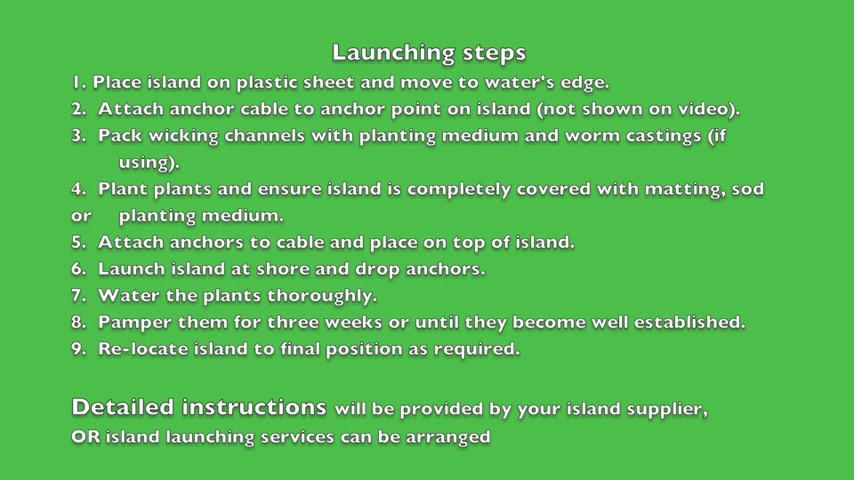 Launching steps
1. Place island on plastic sheet and move to water's edge.
2. Attach anchor cable to anchor point on island (not shown on video).
3. Pack wicking channels with planting medium and worm castings (if
using).
4. Plant plants and ensure island is completely covered with matting, sod
or planting medium.
5. Attach anchors to cable and place on top of island.
6. Launch island at shore and drop anchors.
7. Water the plants thoroughly.
8. Pamper them for three weeks or until they become well established.
9. Re-locate island to final position as required.
Detailed instructions will be provided by your island supplier,
OR island launching services can be arranged